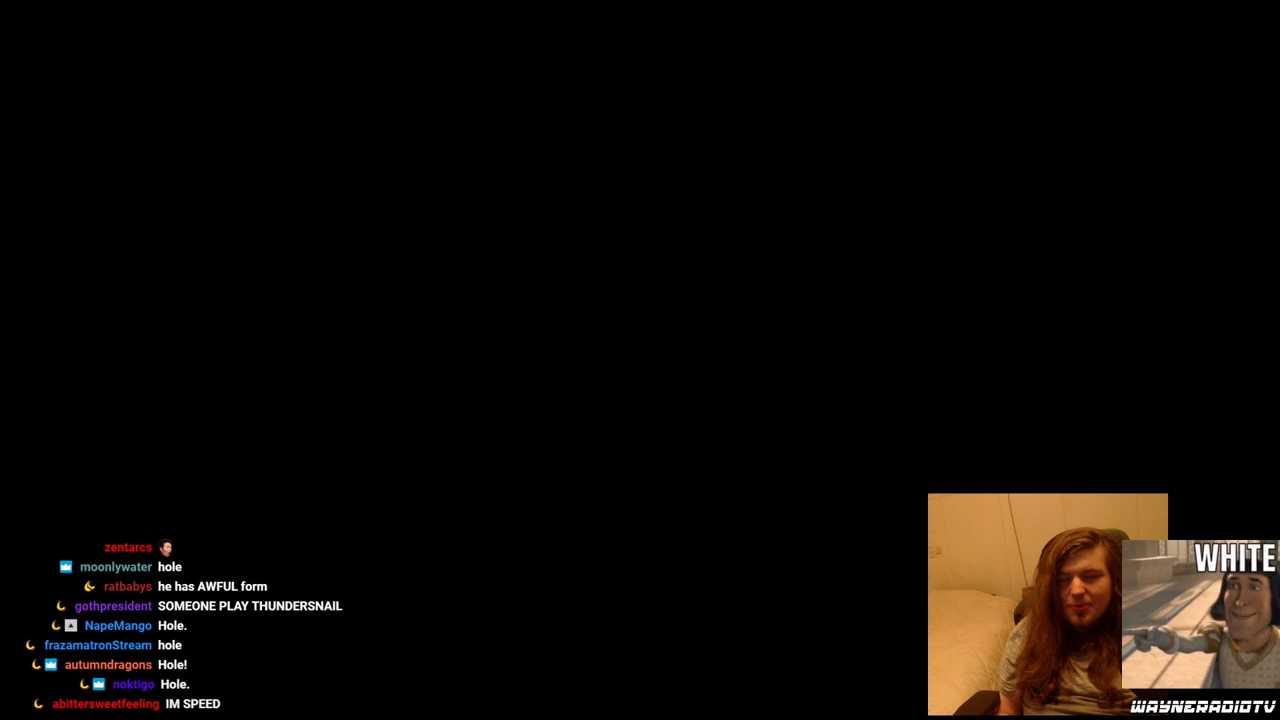 zentarcs
moonlywater hole
ratbabys he has AWFUL form
gothpresident SOMEONE PLAY THUNDERSNAIL
NapeMango Hole.
frazamatronStream hole
autumndragons Hole!
noktigo Hole.
abittersweetfeeling IM SPEED
WHITE
WAYNERADIOTV